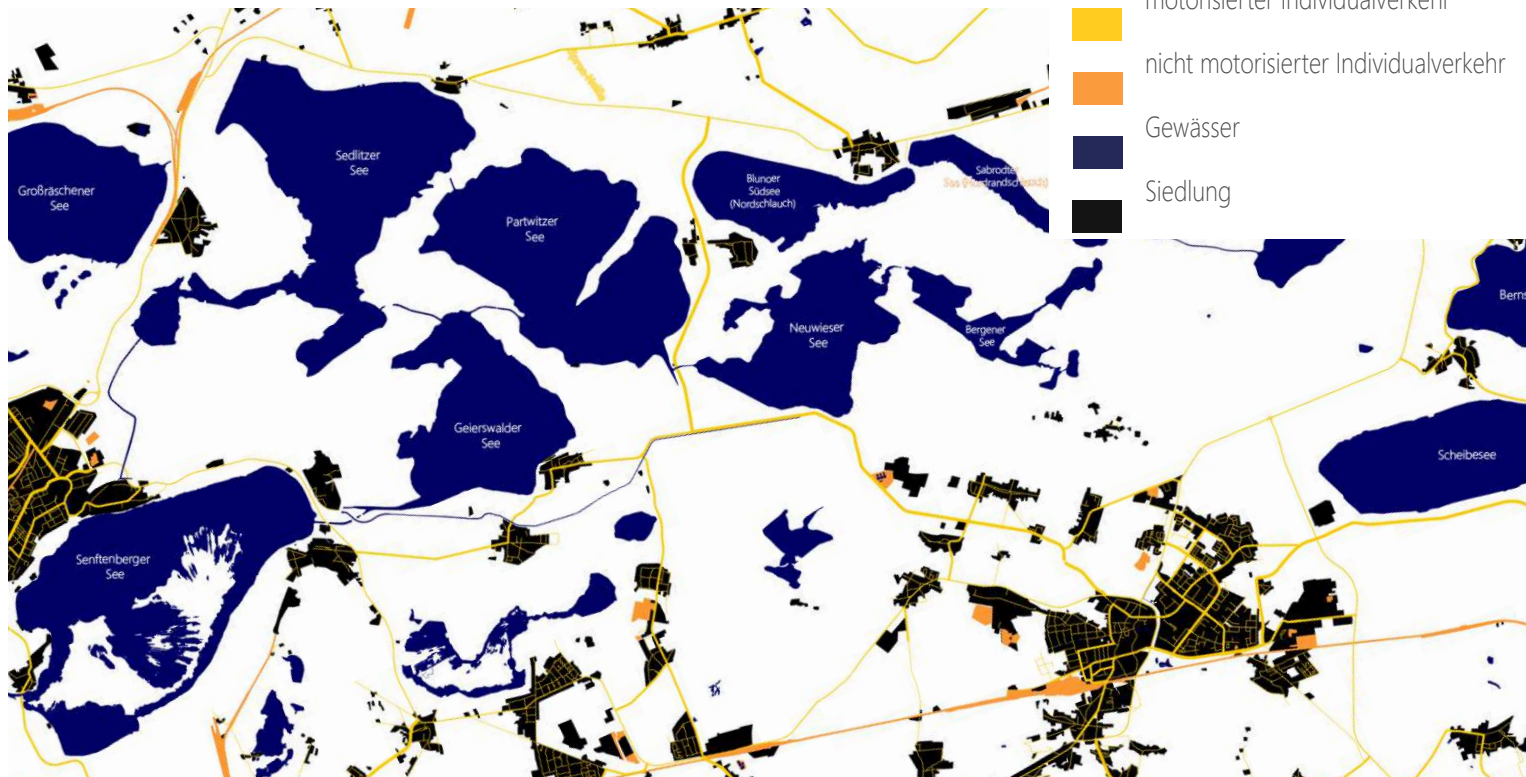 motorisierter Individualverkehr
nicht motorisierter Individualverkehr
Gewässer
Siedlung
Großräschener
See
Sedlitzer
See
Partwitzer
See
Blunoer
Südsee
(Nordschlauch)
Sabrodter
See
Neuwieser
See
Bergener
See
Berns
Geierswalder
See
Scheibesee
Senftenberger
See